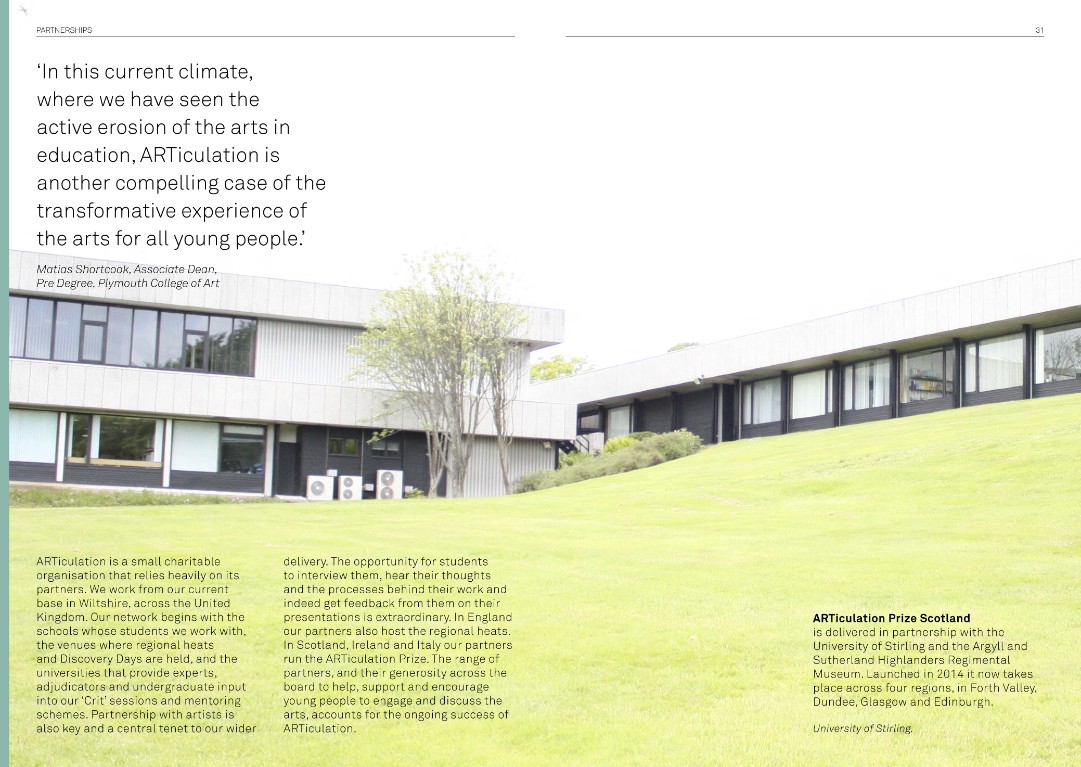 PARTNERSHIPS
31
‘In this current climate,
where we have seen the
active erosion of the arts in
education, ARTiculation is
another compelling case of the
transformative experience of
the arts for all young people.’
Matias Shortcook, Associate Dean,
Pre Degree, Plymouth College of Art
ARTiculation is a small charitable
organisation that relies heavily on its
partners. We work from our current
base in Wiltshire, across the United
Kingdom. Our network begins with the
schools whose students we work with,
the venues where regional heats
and Discovery Days are held, and the
universities that provide experts,
adjudicators and undergraduate input
into our ‘Crit’ sessions and mentoring
schemes. Partnership with artists is
also key and a central tenet to our wider
delivery. The opportunity for students
to interview them, hear their thoughts
and the processes behind their work and
indeed get feedback from them on their
presentations is extraordinary. In England
our partners also host the regional heats.
In Scotland, Ireland and Italy our partners
run the ARTiculation Prize. The range of
partners, and their generosity across the
board to help, support and encourage
young people to engage and discuss the
arts, accounts for the ongoing success of
ARTiculation.
ARTiculation Prize Scotland
is delivered in partnership with the
University of Stirling and the Argyll and
Sutherland Highlanders Regimental
Museum. Launched in 2014 it now takes
place across four regions, in Forth Valley,
Dundee, Glasgow and Edinburgh.
University of Stirling.